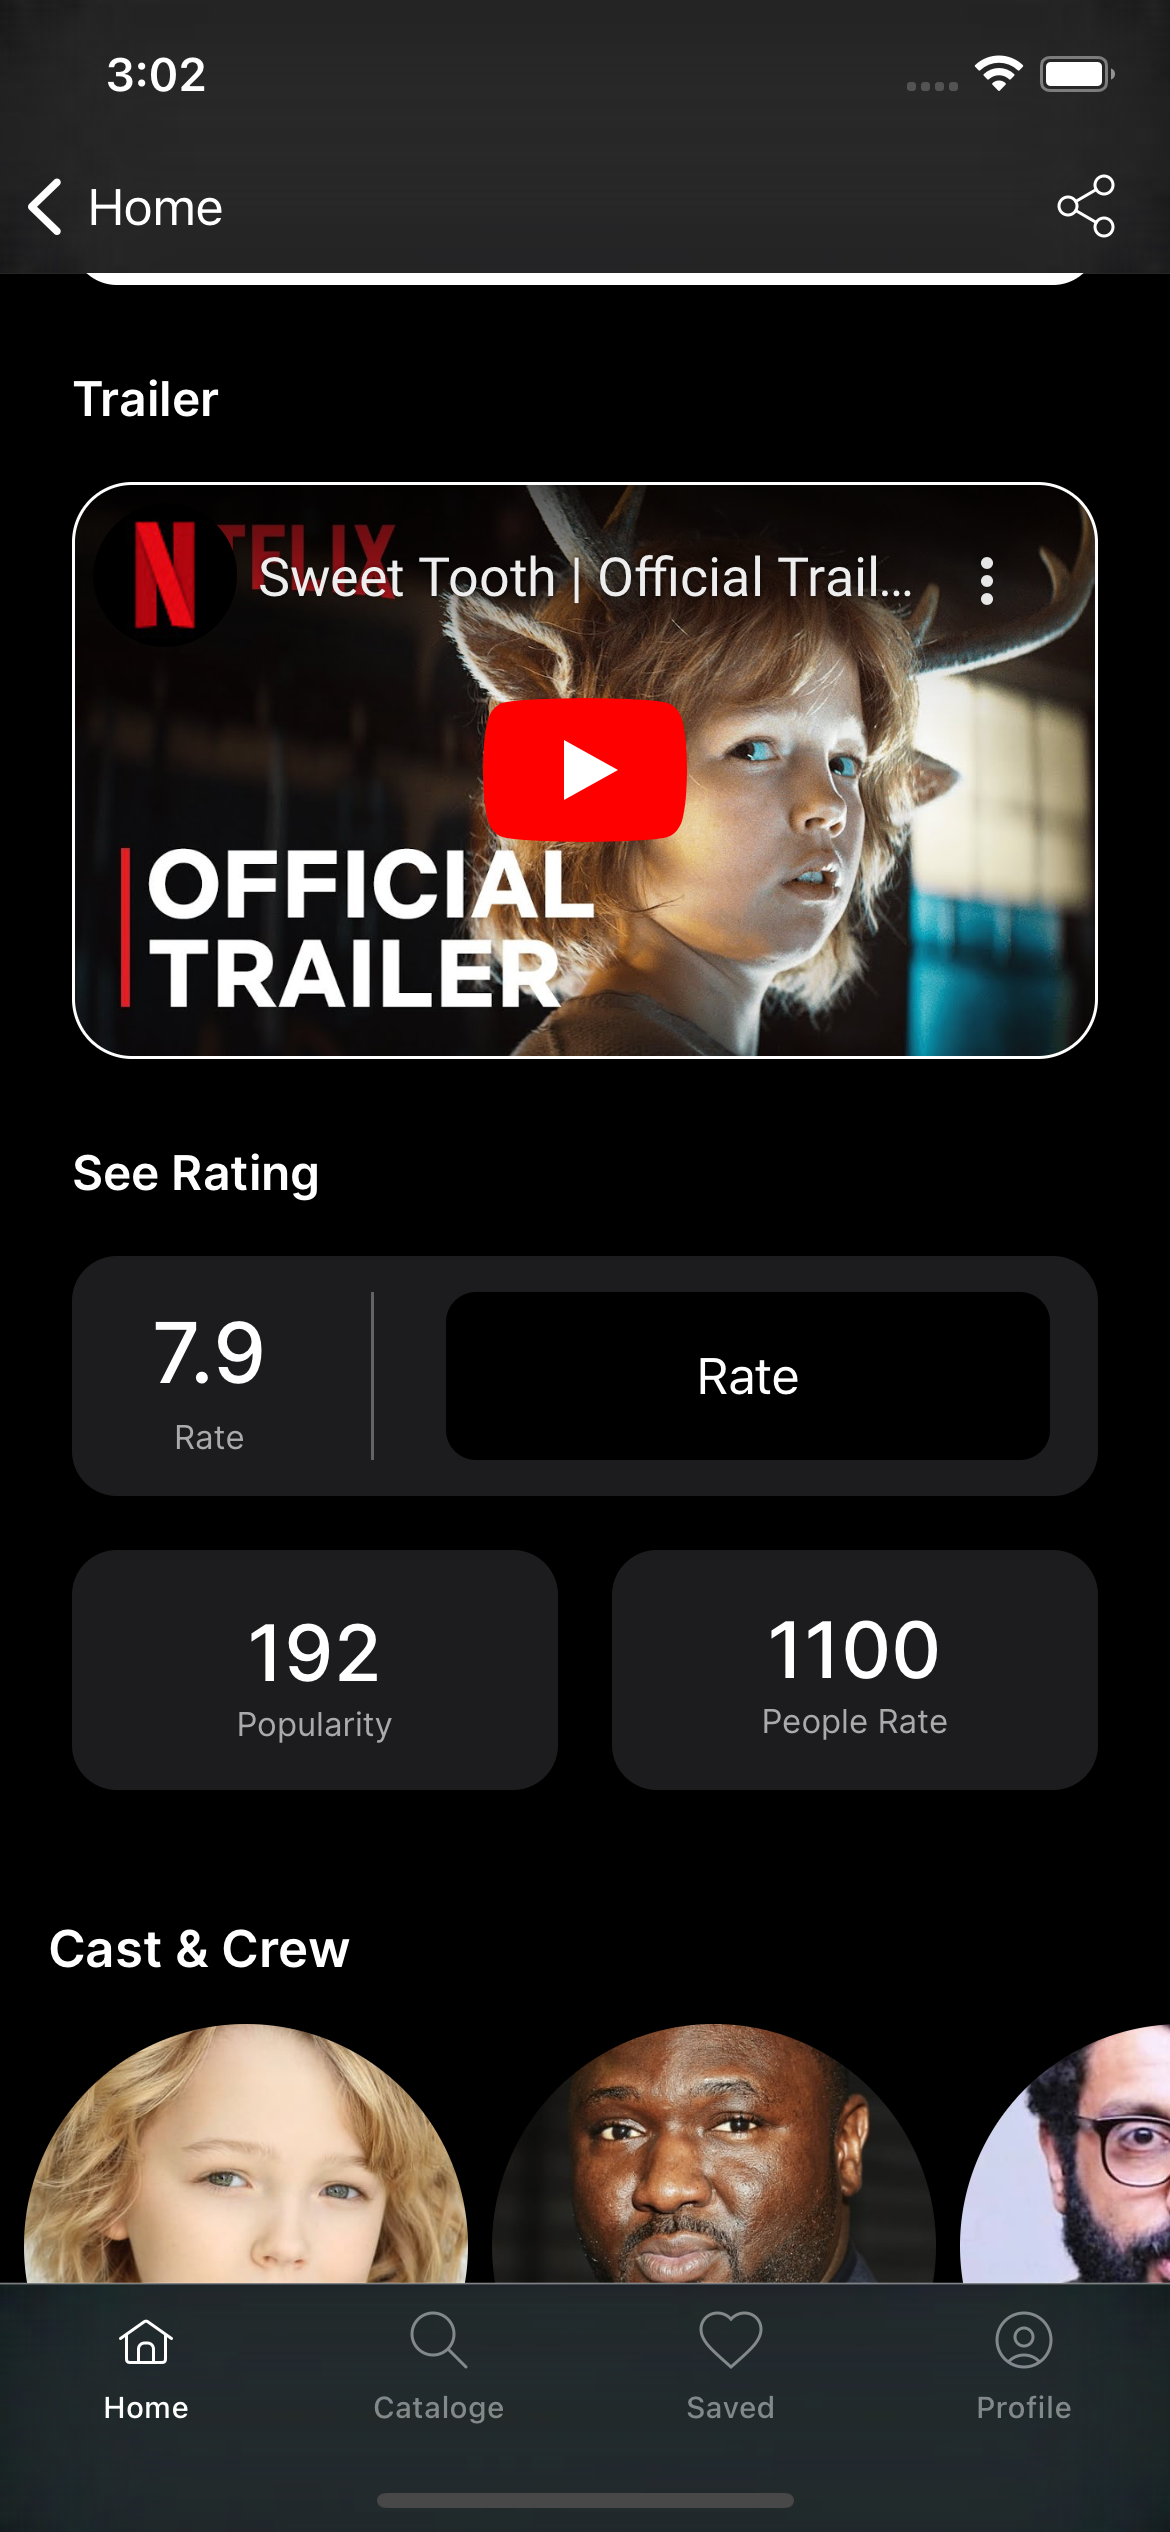 3:02
Home
Trailer
NETFLIX
Sweet Tooth | Official Trail...
OFFICIAL
TRAILER
See Rating
7.9
Rate
Rate
192
Popularity
1100
People Rate
Cast & Crew
Home
Cataloge
Saved
Profile